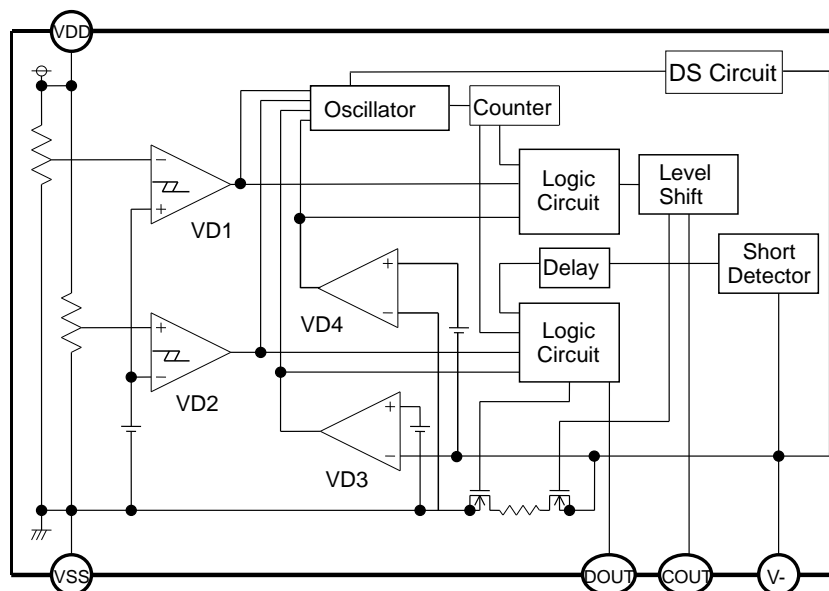 VDD
DS Circuit
Oscillator
Counter
Logic
Circuit
Level
Shift
VD1
Short
Detector
Delay
VD4
Logic
Circuit
VD2
VD3
VSS
DOUT
COUT
V-